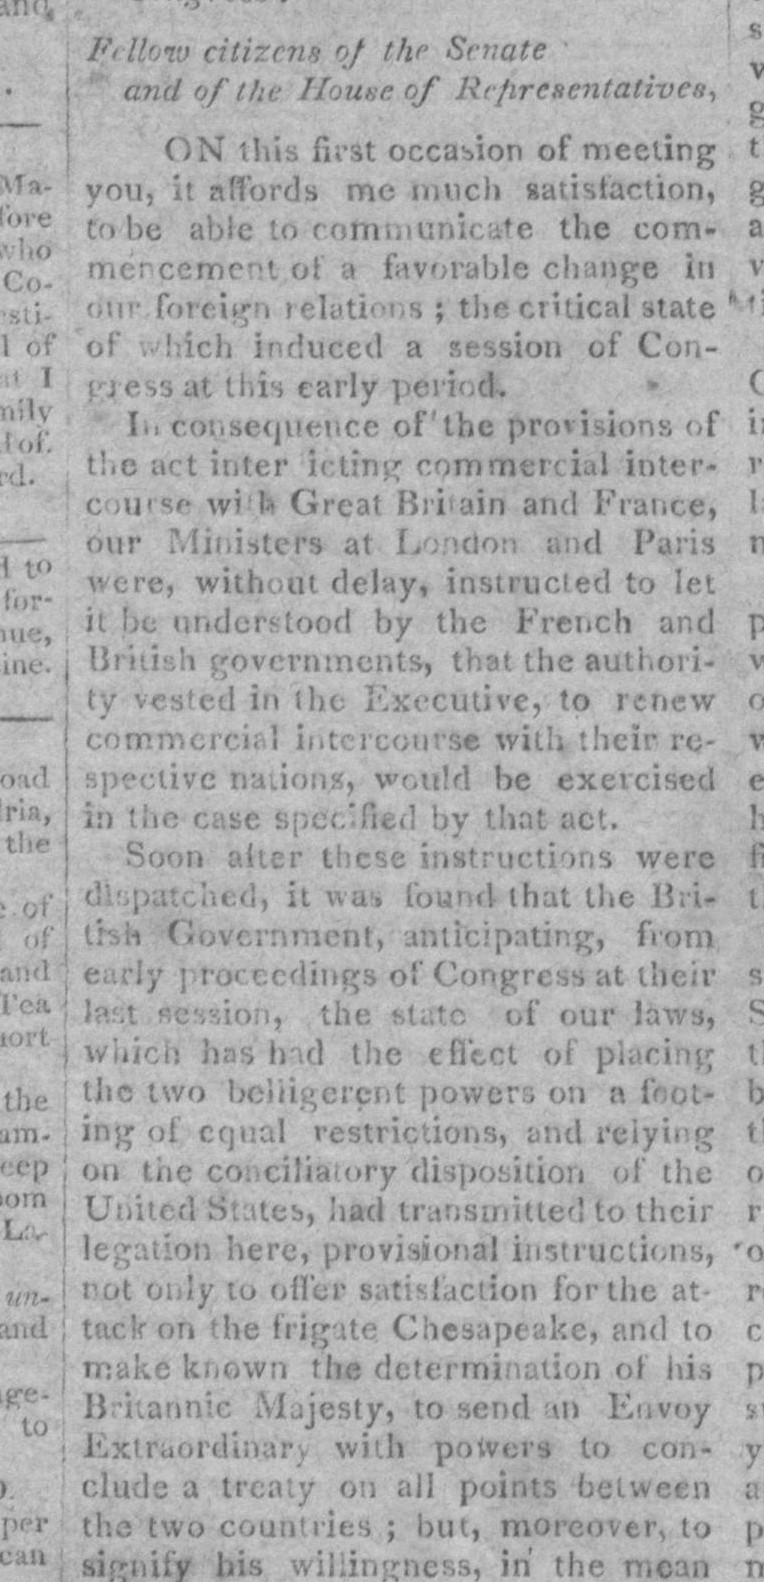 Fellow citizens of the Senate
and of the House of Representatives,
ON this first occasion of meeting
you, it affords me much satisfaction,
to be able to communicate the com-
mencement of a favorable change in
our foreign relations ; the critical state
of which induced a session of Con-
gress at this early period.
In consequence of the provisions of
the act inter icting commercial inter-
course with Great Britain and France,
our Ministers at London and Paris
were, without delay, instructed to let
it be understood by the French and
British governments, that the authori-
ty vested in the Executive, to renew
commercial intercourse with their re-
spective nations, would be exercised
in the case specified by that act.
Soon after these instructions were
dispatched, it was found that the Bri-
tish Government, anticipating, from
early proceedings of Congress at their
last session, the state of our laws,
which has had the effect of placing
the two belligerent powers on a foot-
ing of equal restrictions, and relying
on the conciliatory disposition of the
United States, had transmitted to their
legation here, provisional instructions,
not only to offer satisfaction for the at-
tack on the frigate Chesapeake, and to
make known the determination of his
Britannic Majesty, to send an Envoy
Extraordinary with powers to con-
clude a treaty on all points between
the two countries ; but, moreover, to
signify his willingness, in the mean